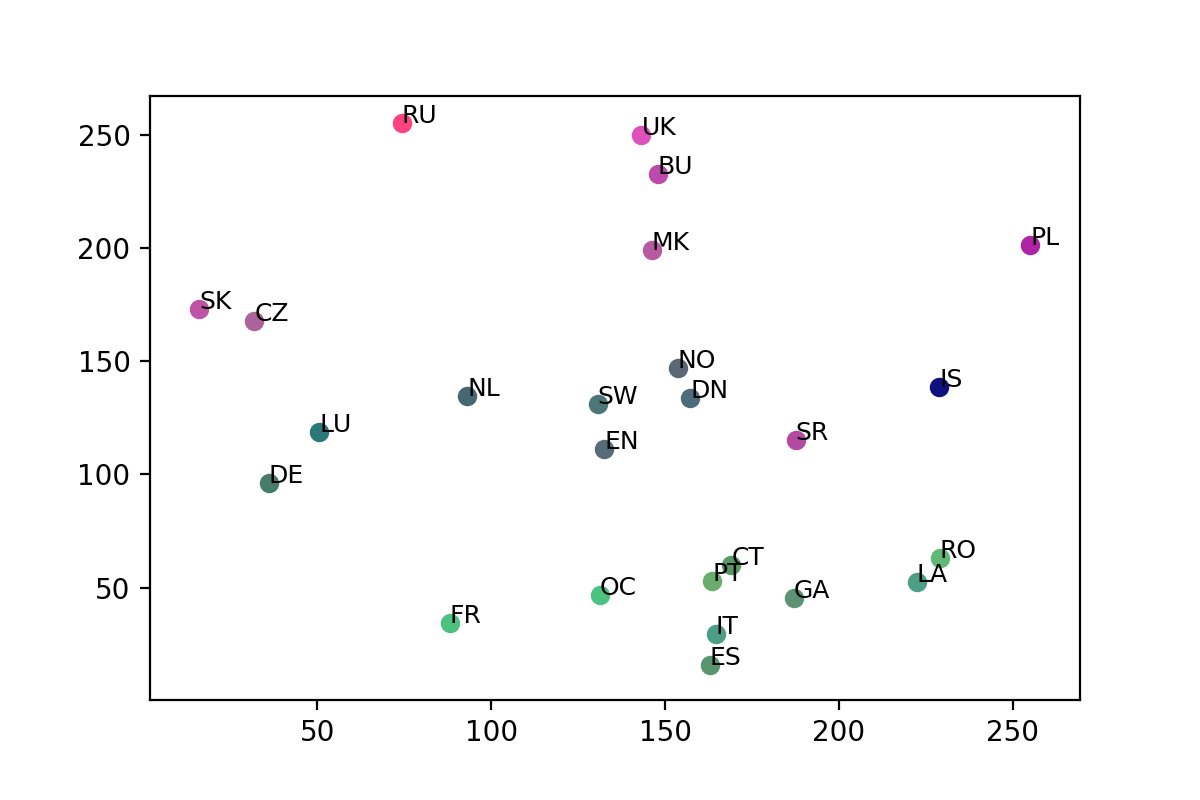 RU
UK
250
BU
MK
PL
200
SK
CZ
NO
150
IS
NL
DN
SW
LU
EN
SR
DE
100
CT
RO
PT
LA
OC
GA
50
FR
IT
ES
50 100 150 200 250